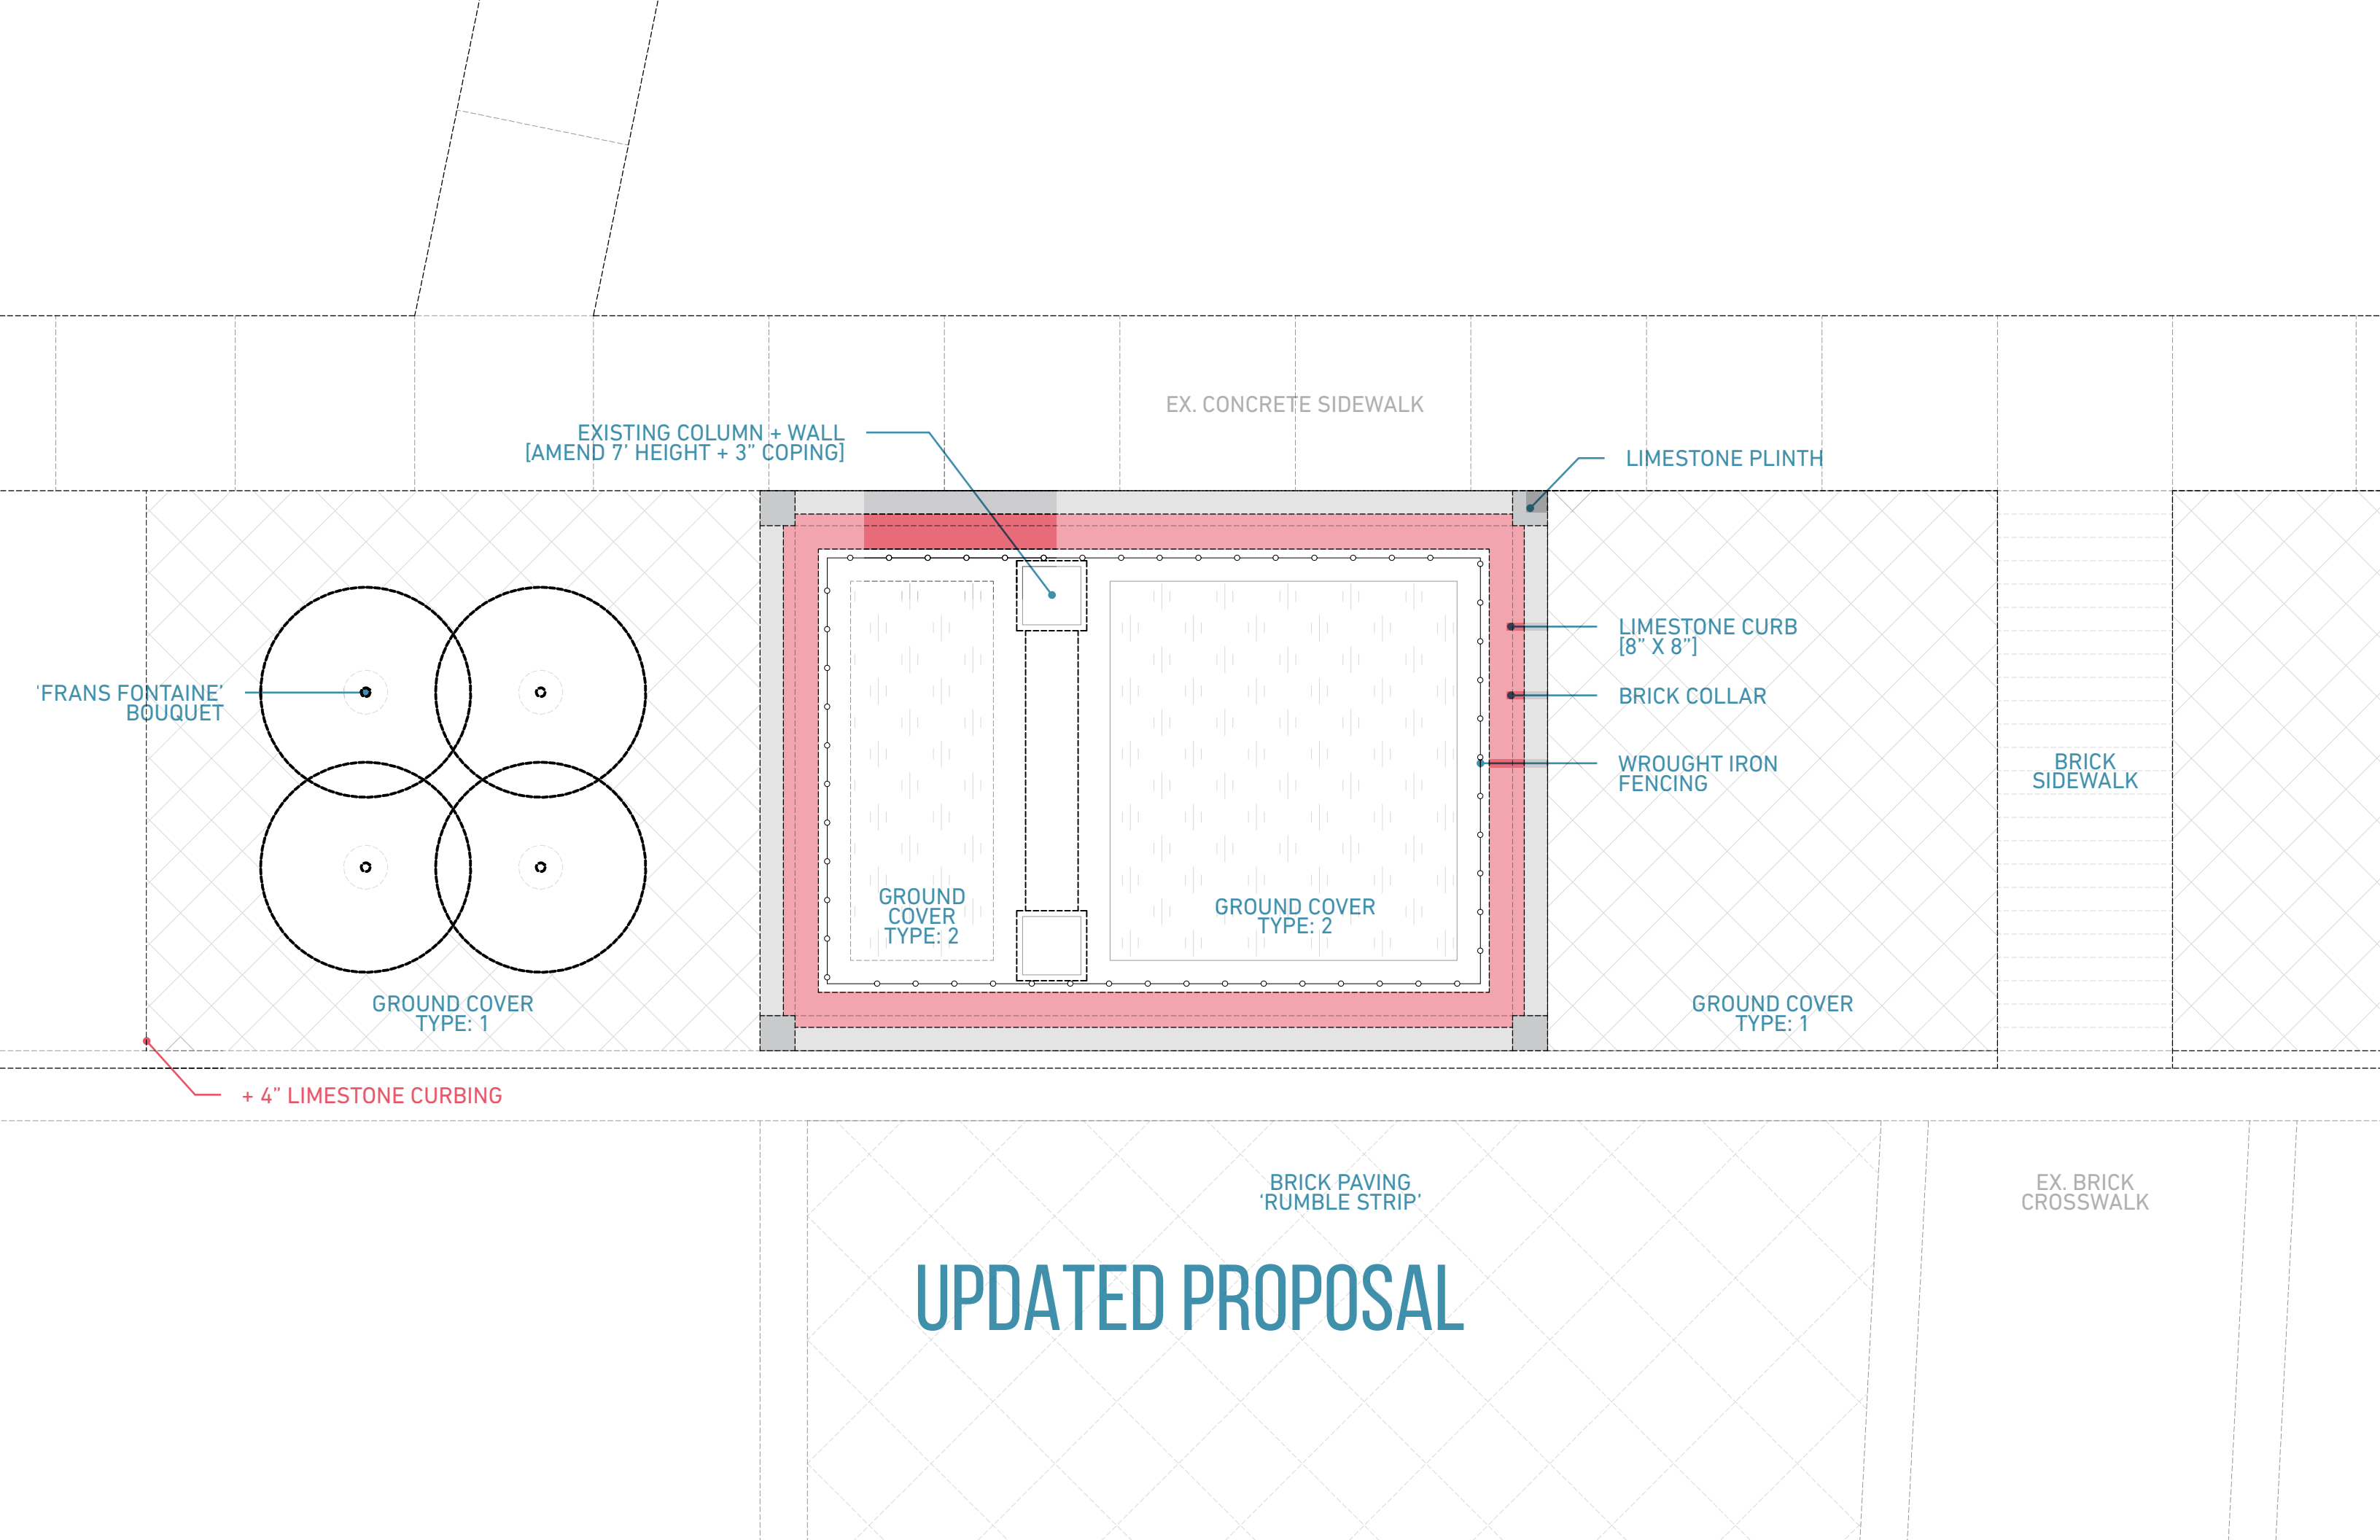 EX. CONCRETE SIDEWALK
EXISTING COLUMN + WALL
[AMEND 7' HEIGHT + 3” COPING]
LIMESTONE PLINTH
LIMESTONE CURB
[8” X 8”]
‘FRANS FONTAINE’
BOUQUET
BRICK COLLAR
WROUGHT IRON
FENCING
BRICK
SIDEWALK
GROUND
COVER
TYPE: 2
GROUND COVER
TYPE: 2
GROUND COVER
TYPE: 1
GROUND COVER
TYPE: 1
+ 4” LIMESTONE CURBING
BRICK PAVING
‘RUMBLE STRIP’
EX. BRICK
CROSSWALK
UPDATED PROPOSAL